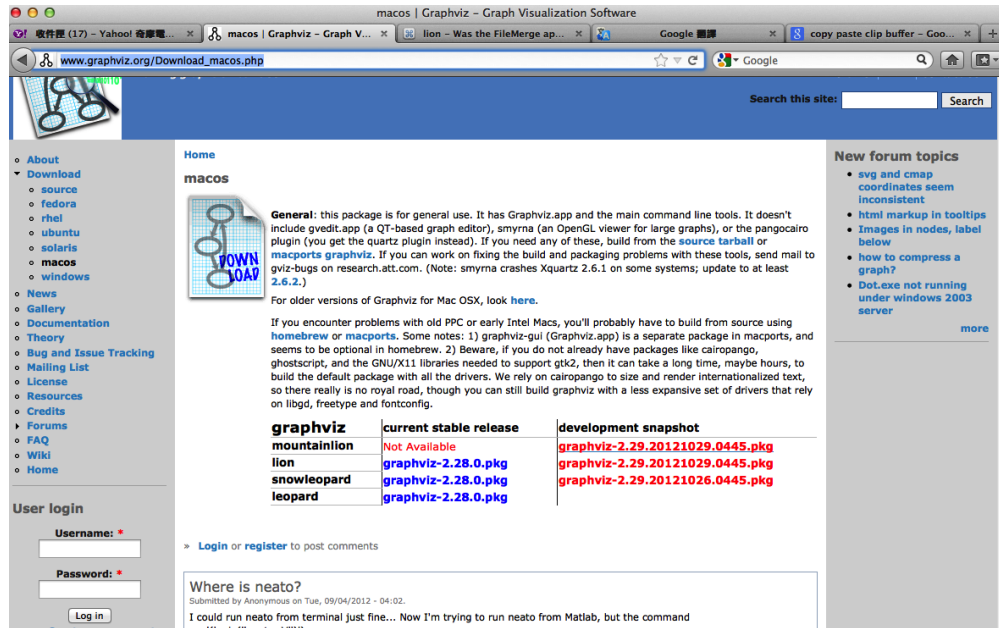 macos | Graphviz – Graph Visualization Software
收件匣 (17) – Yahoo! 奇摩電...
macos | Graphviz – Graph V...
lion – Was the FileMerge ap...
Google 翻譯
copy paste clip buffer – Goo...
www.graphviz.org/Download_macos.php
Google
Search this site:
Search
About
Download
source
fedora
rhel
ubuntu
solaris
macos
windows
News
Gallery
Documentation
Theory
Bug and Issue Tracking
Mailing List
License
Resources
Credits
Forums
FAQ
Wiki
Home
User login
Username: *
Password: *
Log in
Home
macos
DOWN
LOAD
General: this package is for general use. It has Graphviz.app and the main command line tools. It doesn't
include gvedit.app (a QT-based graph editor), smyrna (an OpenGL viewer for large graphs), or the pangocairo
plugin (you get the quartz plugin instead). If you need any of these, build from the source tarball or
macports graphviz. If you can work on fixing the build and packaging problems with these tools, send mail to
gviz-bugs on research.att.com. (Note: smyrna crashes Xquartz 2.6.1 on some systems; update to at least
2.6.2.)
For older versions of Graphviz for Mac OSX, look here.
If you encounter problems with old PPC or early Intel Macs, you'll probably have to build from source using
homebrew or macports. Some notes: 1) graphviz-gui (Graphviz.app) is a separate package in macports, and
seems to be optional in homebrew. 2) Beware, if you do not already have packages like cairopango,
ghostscript, and the GNU/X11 libraries needed to support gtk2, then it can take a long time, maybe hours, to
build the default package with all the drivers. We rely on cairopango to size and render internationalized text,
so there really is no royal road, though you can still build graphviz with a less expensive set of drivers that rely
on libgd, freetype and fontconfig.
graphviz current stable release development snapshot
mountainlion Not Available graphviz-2.29.20121029.0445.pkg
lion graphviz-2.28.0.pkg graphviz-2.29.20121029.0445.pkg
snowleopard graphviz-2.28.0.pkg graphviz-2.29.20121026.0445.pkg
leopard graphviz-2.28.0.pkg
» Login or register to post comments
Where is neato?
Submitted by Anonymous on Tue, 09/04/2012 - 04:02.
I could run neato from terminal just fine... Now I'm trying to run neato from Matlab, but the command
New forum topics
svg and cmap
coordinates seem
inconsistent
html markup in tooltips
Images in nodes, label
below
how to compress a
graph?
Dot.exe not running
under windows 2003
server
more